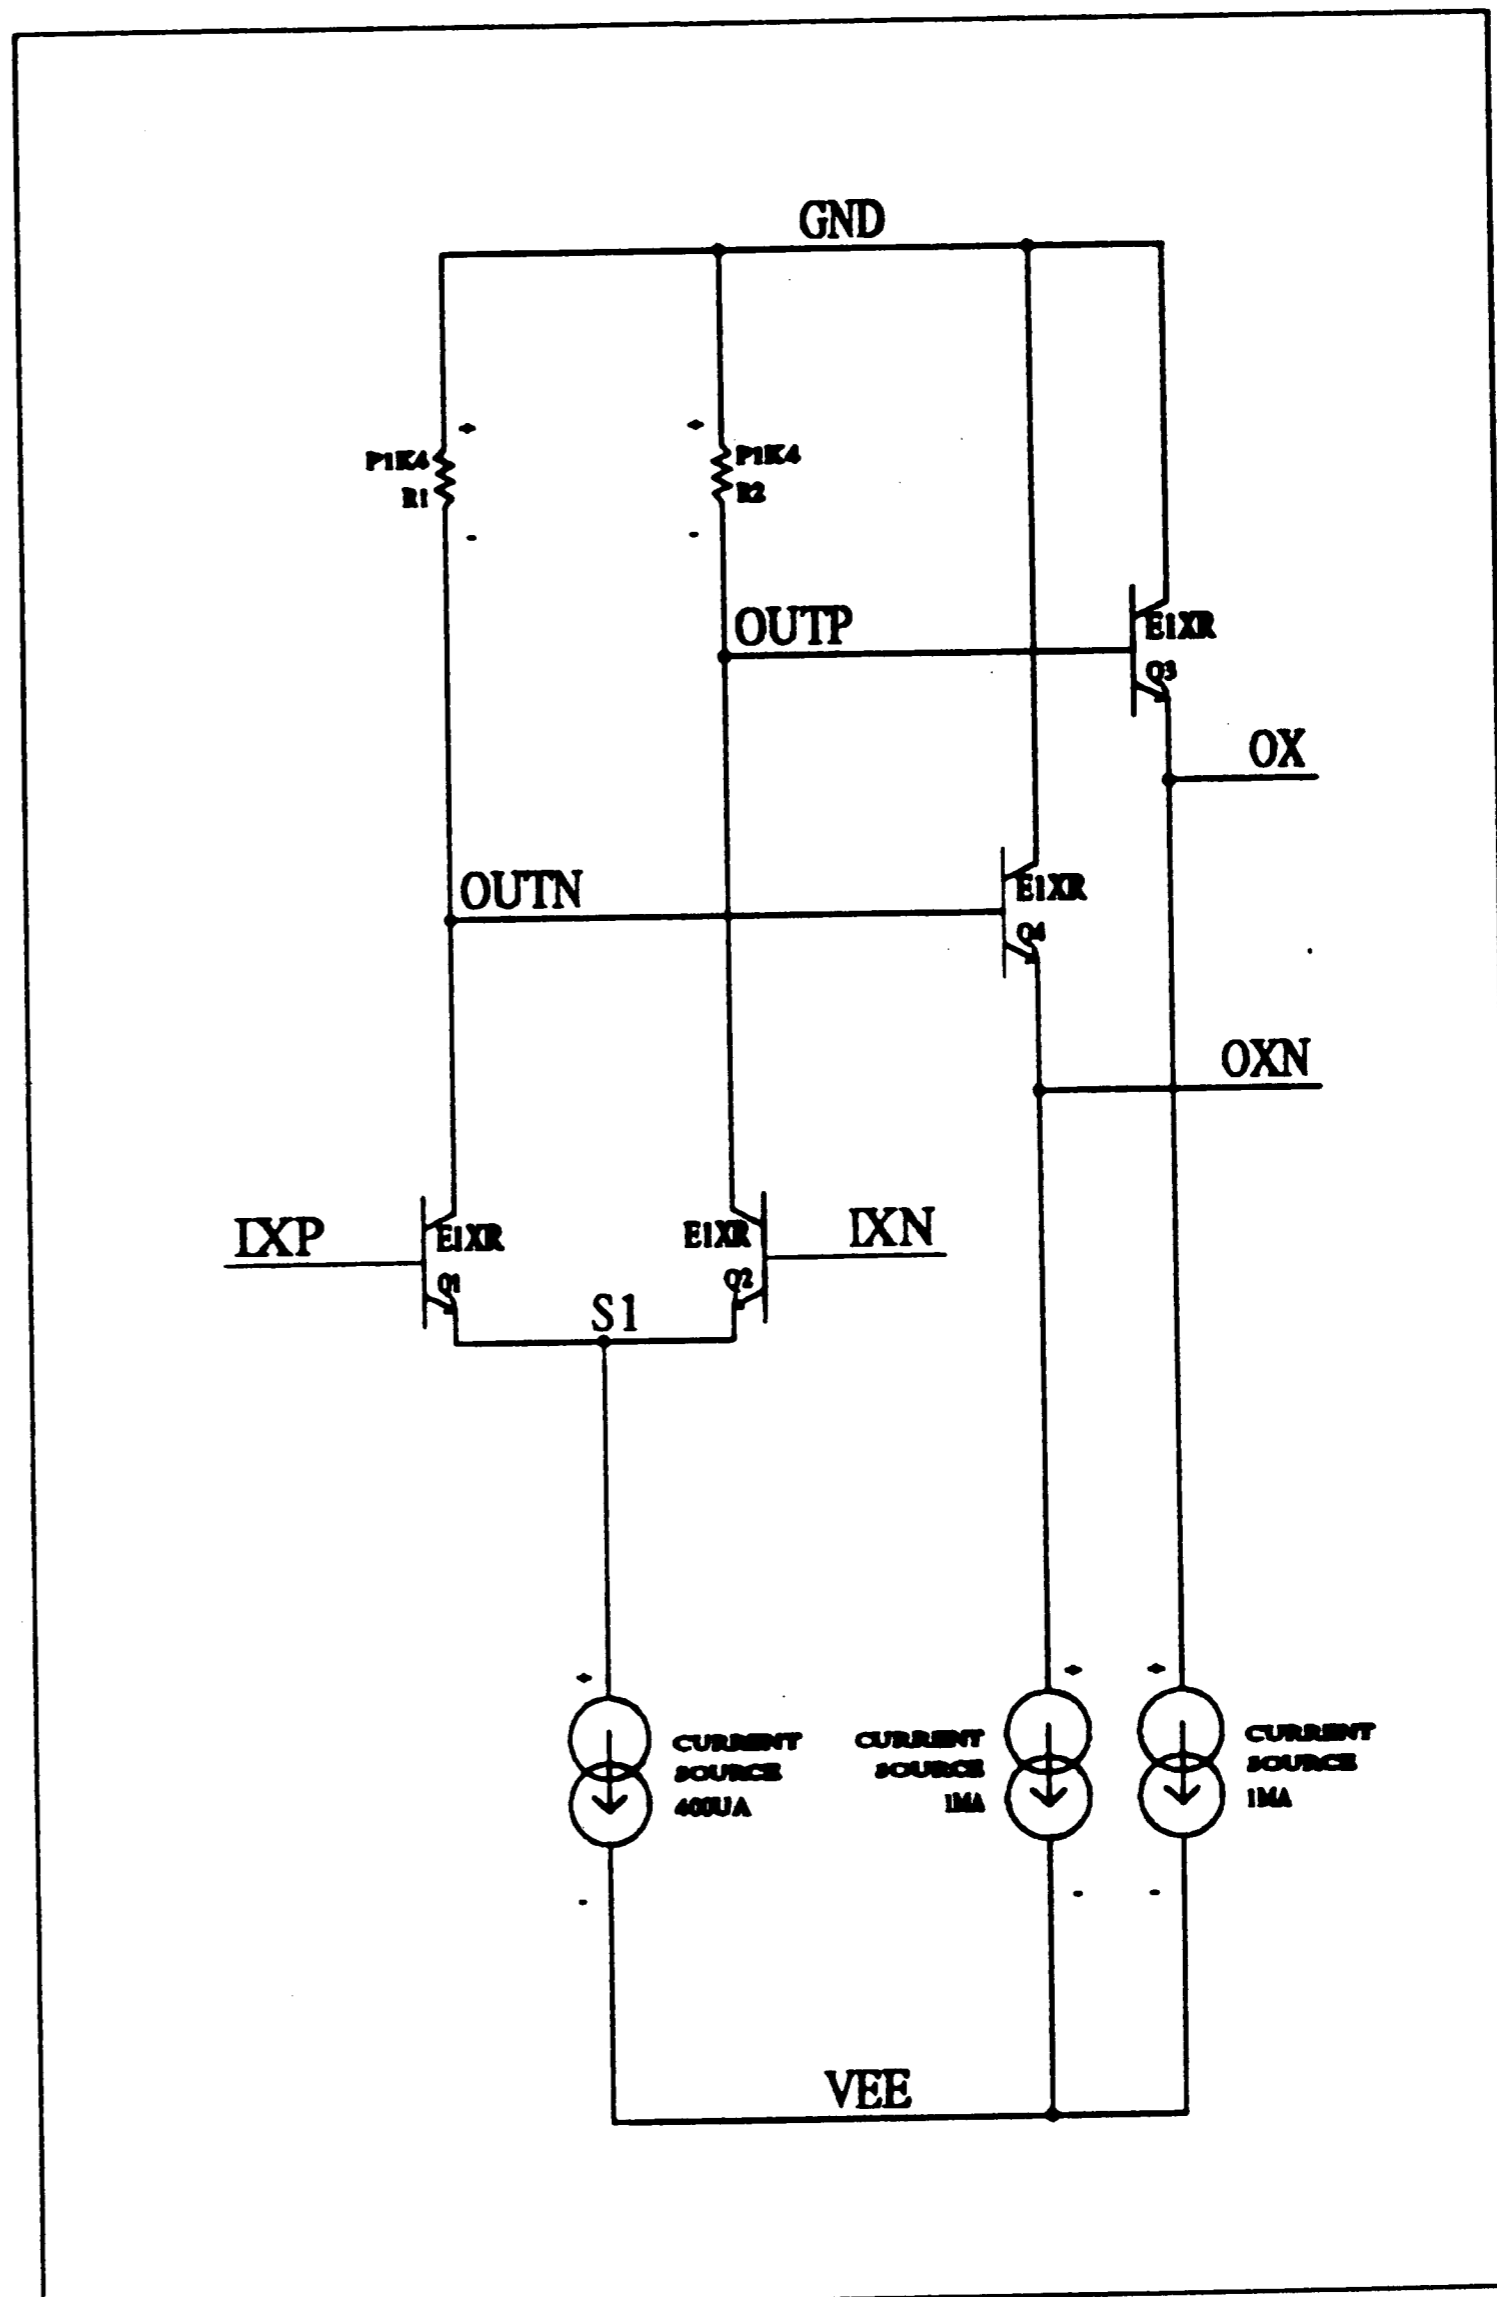 GND
+
+
P1K4
R1
P1K4
R2
-
-
OUTP
E1XR
Q3
OX
OUTN
E1XR
Q4
OXN
IXP
E1XR
Q1
E1XR
Q2
IXN
S1
+
+
+
CURRENT
SOURCE
400UA
CURRENT
SOURCE
1MA
CURRENT
SOURCE
1MA
-
-
-
VEE